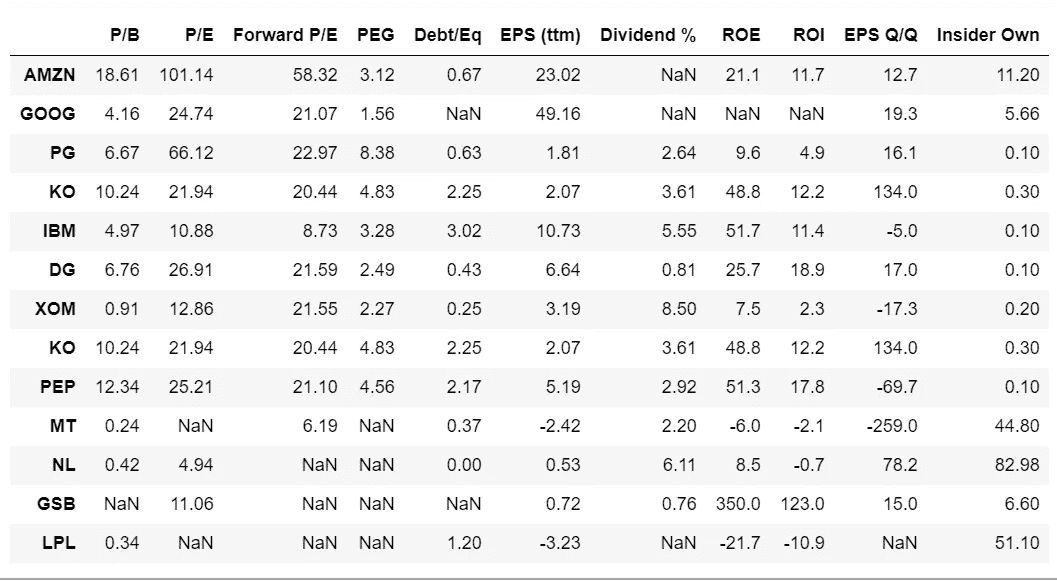 P/B P/E Forward P/E PEG Debt/Eq EPS (ttm) Dividend % ROE ROI EPS Q/Q Insider Own
AMZN 18.61 101.14 58.32 3.12 0.67 23.02 NaN 21.1 11.7 12.7 11.20
GOOG 4.16 24.74 21.07 1.56 NaN 49.16 NaN NaN NaN 19.3 5.66
PG 6.67 66.12 22.97 8.38 0.63 1.81 2.64 9.6 4.9 16.1 0.10
KO 10.24 21.94 20.44 4.83 2.25 2.07 3.61 48.8 12.2 134.0 0.30
IBM 4.97 10.88 8.73 3.28 3.02 10.73 5.55 51.7 11.4 -5.0 0.10
DG 6.76 26.91 21.59 2.49 0.43 6.64 0.81 25.7 18.9 17.0 0.10
XOM 0.91 12.86 21.55 2.27 0.25 3.19 8.50 7.5 2.3 -17.3 0.20
KO 10.24 21.94 20.44 4.83 2.25 2.07 3.61 48.8 12.2 134.0 0.30
PEP 12.34 25.21 21.10 4.56 2.17 5.19 2.92 51.3 17.8 -69.7 0.10
MT 0.24 NaN 6.19 NaN 0.37 -2.42 2.20 -6.0 -2.1 -259.0 44.80
NL 0.42 4.94 NaN NaN 0.00 0.53 6.11 8.5 -0.7 78.2 82.98
GSB NaN 11.06 NaN NaN NaN 0.72 0.76 350.0 123.0 15.0 6.60
LPL 0.34 NaN NaN NaN 1.20 -3.23 NaN -21.7 -10.9 NaN 51.10